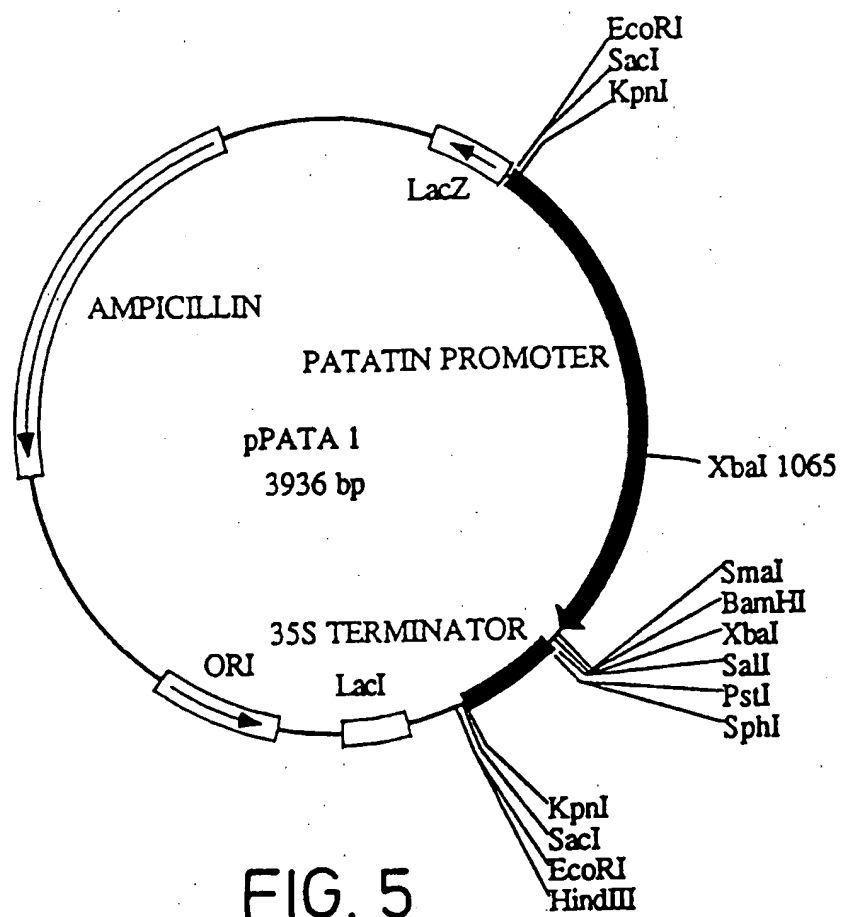 EcoRI
SacI
KpnI
LacZ
AMPICILLIN
PATATIN PROMOTER
pPATA 1
3936 bp
XbaI 1065
SmaI
BamHI
XbaI
SalI
PstI
SphI
35S TERMINATOR
ORI
LacI
KpnI
SacI
EcoRI
HindIII
FIG. 5